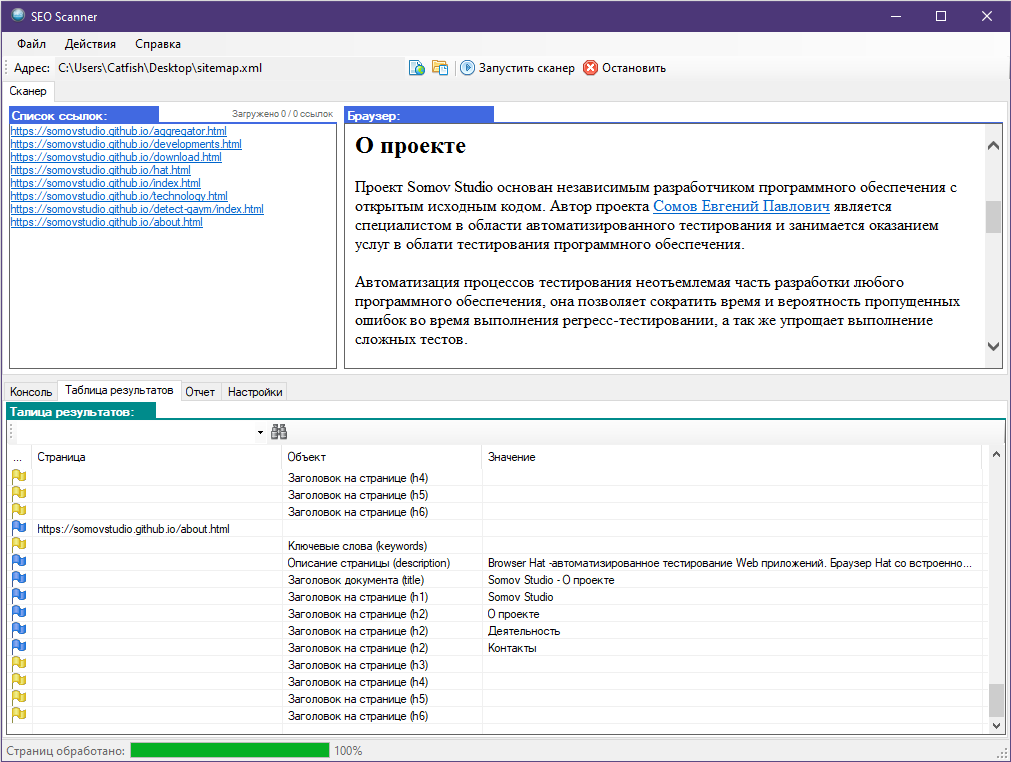 SEO Scanner
Файл Действия Справка
Адрес: C:\Users\Catfish\Desktop\sitemap.xml Запустить сканер Остановить
Сканер
Список ссылок: Загружено 0 / 0 ссылок
https://somovstudio.github.io/aggregator.html
https://somovstudio.github.io/developments.html
https://somovstudio.github.io/download.html
https://somovstudio.github.io/hat.html
https://somovstudio.github.io/index.html
https://somovstudio.github.io/technology.html
https://somovstudio.github.io/detect-gaym/index.html
https://somovstudio.github.io/about.html
Браузер:
О проекте
Проект Somov Studio основан независимым разработчиком программного обеспечения с
открытым исходным кодом. Автор проекта Сомов Евгений Павлович является
специалистом в области автоматизированного тестирования и занимается оказанием
услуг в облати тестирования программного обеспечения.
Автоматизация процессов тестирования неотъемлемая часть разработки любого
программного обеспечения, она позволяет сократить время и вероятность пропущенных
ошибок во время выполнения регресс-тестировании, а так же упрощает выполнение
сложных тестов.
Консоль Таблица результатов Отчет Настройки
Талица результатов:
... Страница Объект Значение
Заголовок на странице (h4)
Заголовок на странице (h5)
Заголовок на странице (h6)
https://somovstudio.github.io/about.html
Ключевые слова (keywords)
Описание страницы (description) Browser Hat -автоматизированное тестирование Web приложений. Браузер Hat со встроенно...
Заголовок документа (title) Somov Studio - О проекте
Заголовок на странице (h1) Somov Studio
Заголовок на странице (h2) О проекте
Заголовок на странице (h2) Деятельность
Заголовок на странице (h2) Контакты
Заголовок на странице (h3)
Заголовок на странице (h4)
Заголовок на странице (h5)
Заголовок на странице (h6)
Страниц обработано: 100%